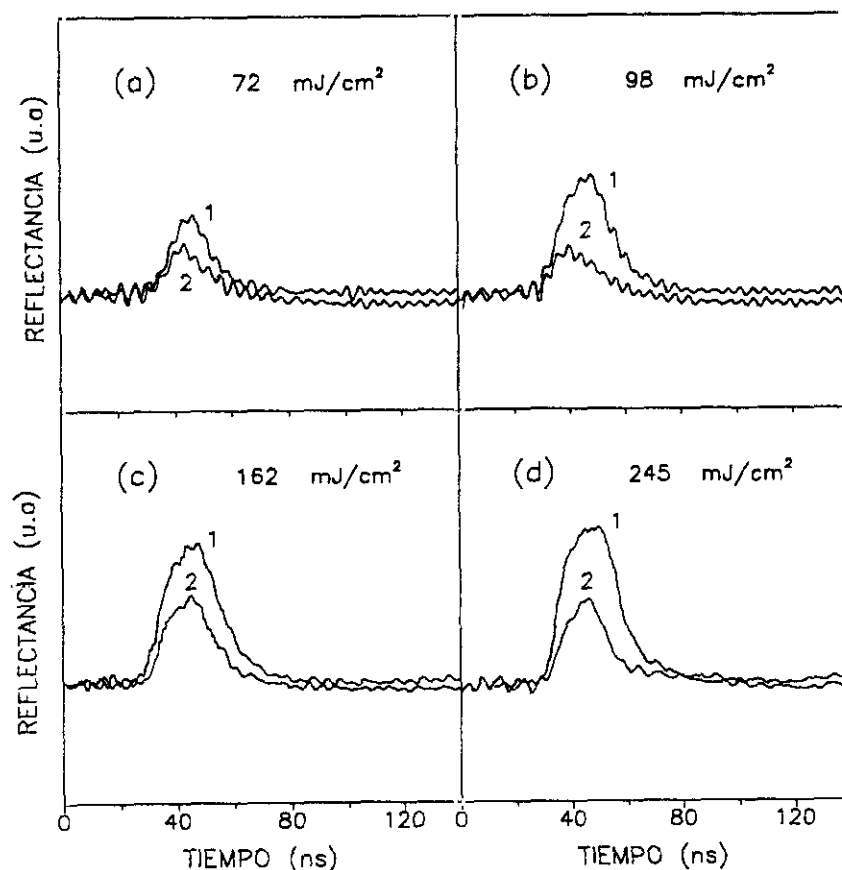 REFLECTANCIA (u.a)
(a) 72 mJ/cm²
1
2
(b) 98 mJ/cm²
1
2
REFLECTANCIA (u.a)
(c) 162 mJ/cm²
1
2
(d) 245 mJ/cm²
1
2
0 40 80 120 0 40 80 120
TIEMPO (ns) TIEMPO (ns)